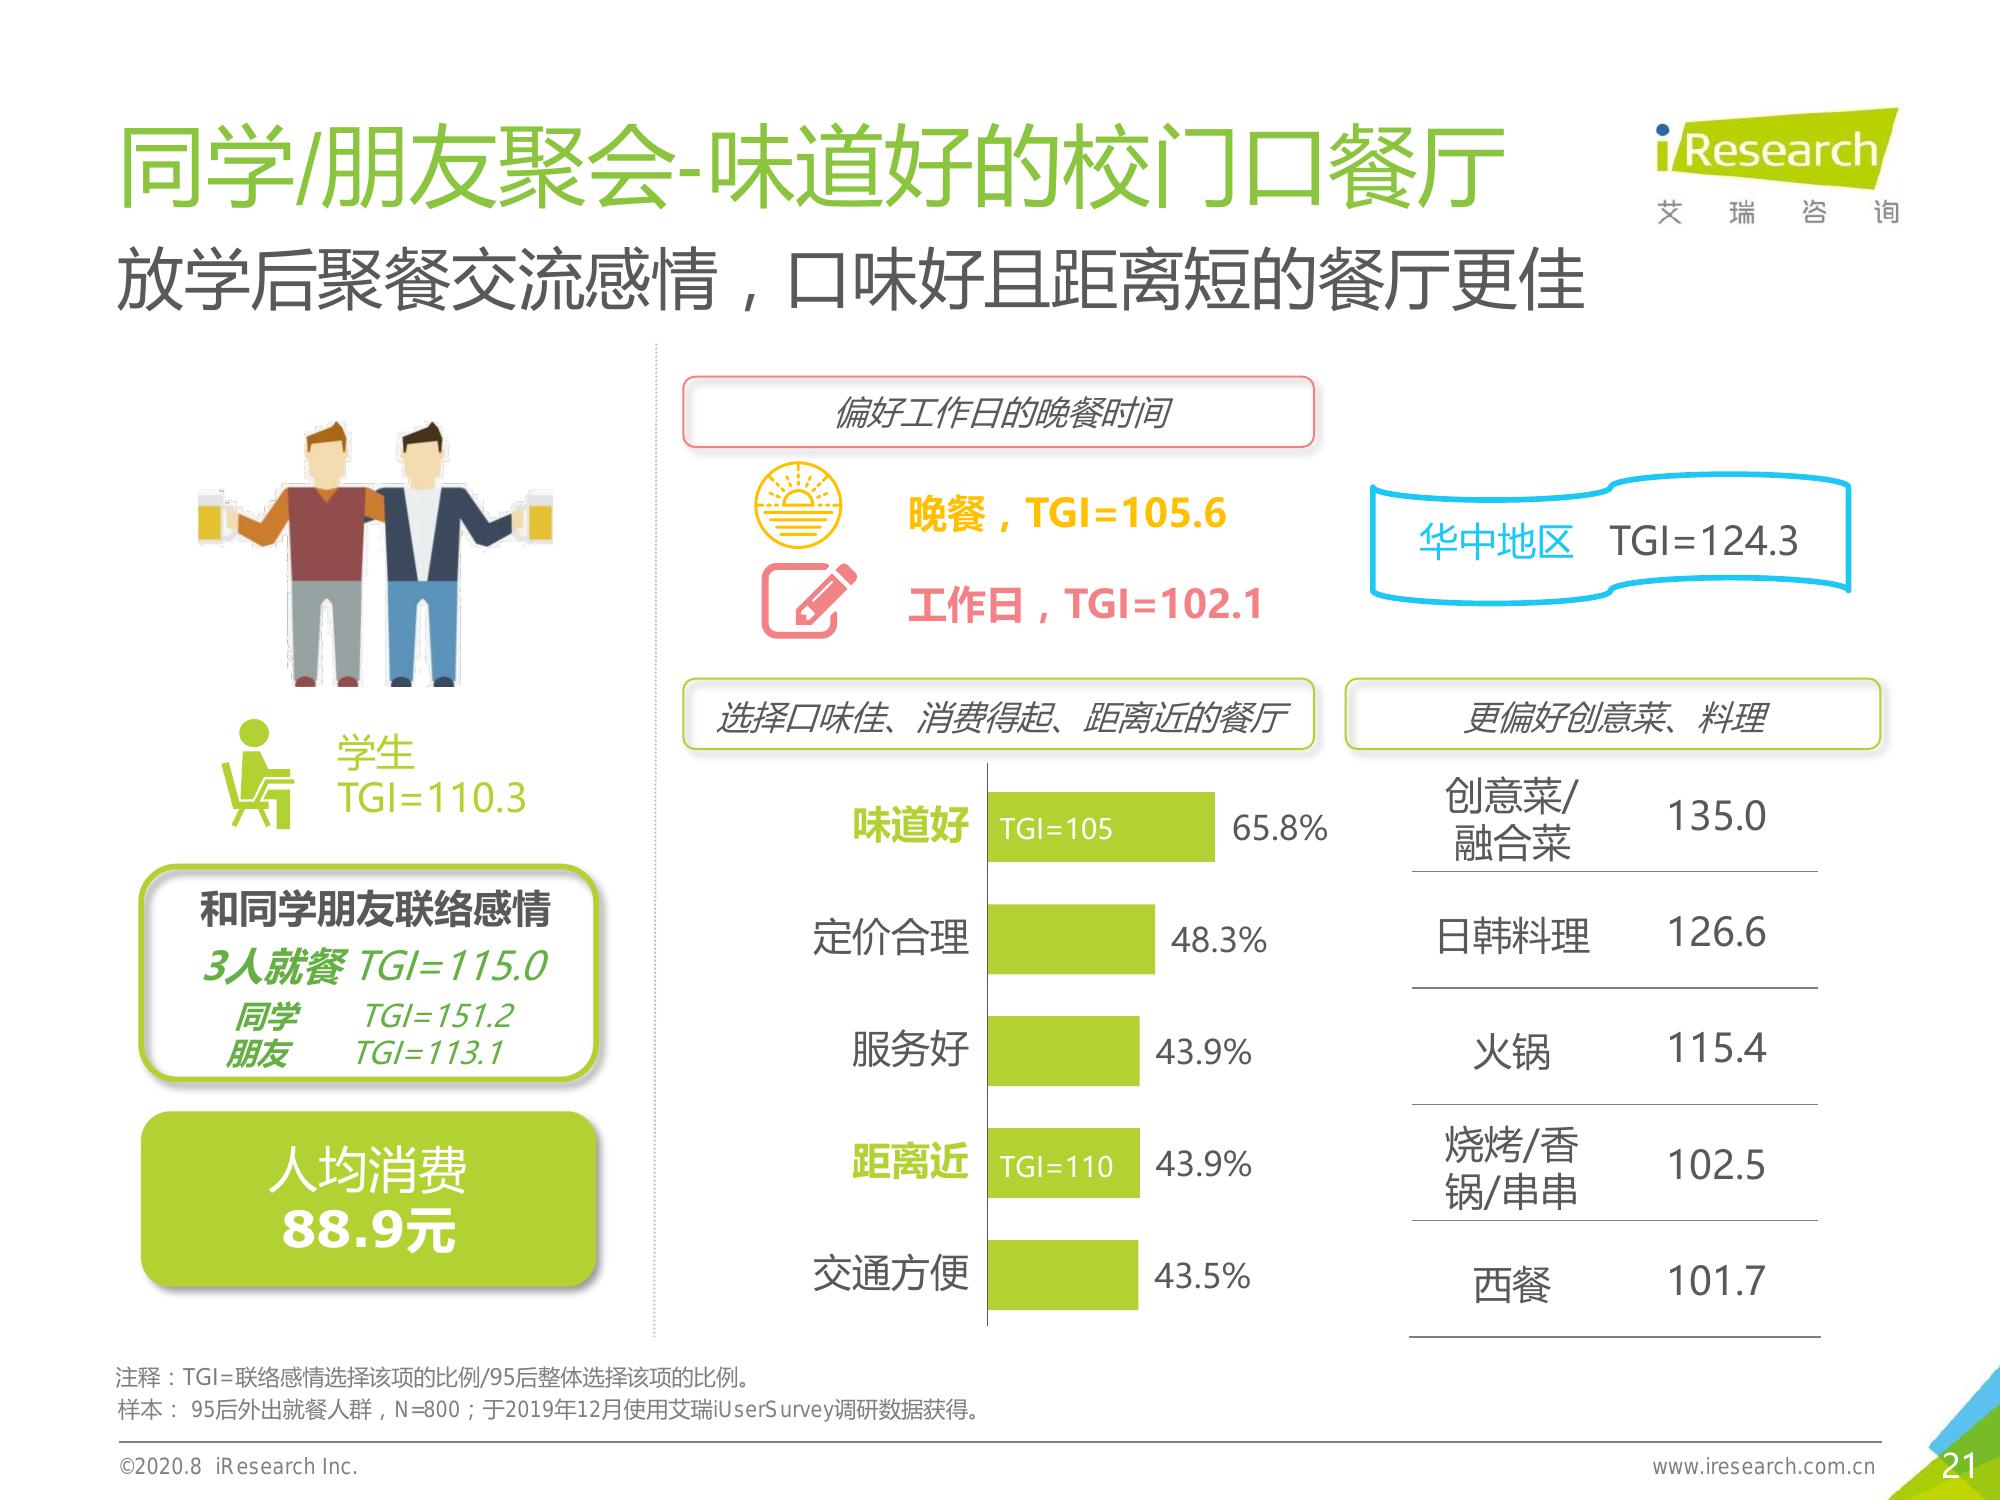 同学/朋友聚会-味道好的校门口餐厅
iResearch
艾瑞咨询
放学后聚餐交流感情，口味好且距离短的餐厅更佳
学生
TGI=110.3
和同学朋友联络感情
3人就餐 TGI=115.0
同学 TGI=151.2
朋友 TGI=113.1
人均消费
88.9元
偏好工作日的晚餐时间
晚餐，TGI=105.6
工作日，TGI=102.1
华中地区 TGI=124.3
选择口味佳、消费得起、距离近的餐厅
味道好 TGI=105 65.8%
定价合理 48.3%
服务好 43.9%
距离近 TGI=110 43.9%
交通方便 43.5%
更偏好创意菜、料理
创意菜/
融合菜 135.0
日韩料理 126.6
火锅 115.4
烧烤/香
锅/串串 102.5
西餐 101.7
注释：TGI=联络感情选择该项的比例/95后整体选择该项的比例。
样本： 95后外出就餐人群，N=800；于2019年12月使用艾瑞iUserSurvey调研数据获得。
©2020.8 iResearch Inc.
www.iresearch.com.cn
21